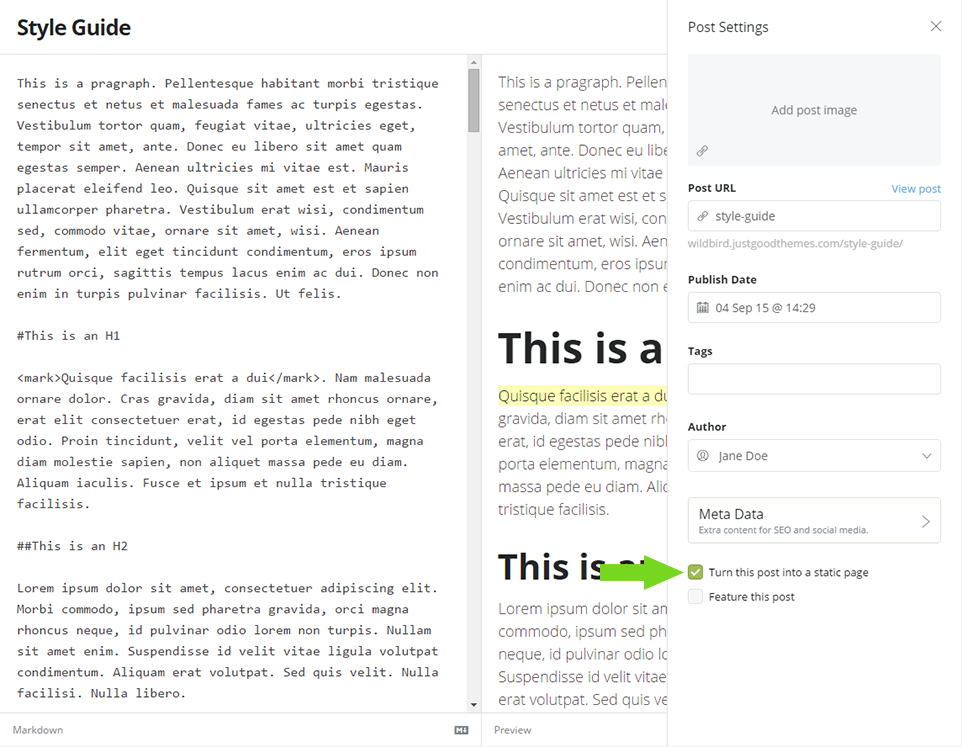 Style Guide
This is a paragraph. Pellentesque habitant morbi tristique
senectus et netus et malesuada fames ac turpis egestas.
Vestibulum tortor quam, feugiat vitae, ultricies eget,
tempor sit amet, ante. Donec eu libero sit amet quam
egestas semper. Aenean ultricies mi vitae est. Mauris
placerat eleifend leo. Quisque sit amet est et sapien
ullamcorper pharetra. Vestibulum erat wisi, condimentum
sed, commodo vitae, ornare sit amet, wisi. Aenean
fermentum, elit eget tincidunt condimentum, eros ipsum
rutrum orci, sagittis tempus lacus enim ac dui. Donec non
enim in turpis pulvinar facilisis. Ut felis.
#This is an H1
<mark>Quisque facilisis erat a dui</mark>. Nam malesuada
ornare dolor. Cras gravida, diam sit amet rhoncus ornare,
erat elit consectetuer erat, id egestas pede nibh eget
odio. Proin tincidunt, velit vel porta elementum, magna
diam molestie sapien, non aliquet massa pede eu diam.
Aliquam iaculis. Fusce et ipsum et nulla tristique
facilisis.
##This is an H2
Lorem ipsum dolor sit amet, consectetuer adipiscing elit.
Morbi commodo, ipsum sed pharetra gravida, orci magna
rhoncus neque, id pulvinar odio lorem non turpis. Nullam
sit amet enim. Suspendisse id velit vitae ligula volutpat
condimentum. Aliquam erat volutpat. Sed quis velit. Nulla
facilisi. Nulla libero.
Markdown
This is a paragraph. Pellen
senectus et netus et male
Vestibulum tortor quam,
amet, ante. Donec eu libe
Aenean ultricies mi vitae
Quisque sit amet est et s
Vestibulum erat wisi, con
ornare sit amet, wisi. Aen
condimentum, eros ipsu
enim ac dui. Donec non e
This is a
Quisque facilisis erat a du
gravida, diam sit amet rh
erat, id egestas pede nibh
porta elementum, magna
massa pede eu diam. Alic
tristique facilisis.
This is
Lorem ipsum dolor sit am
commodo, ipsum sed ph
neque, id pulvinar odio lo
Suspendisse id velit vitae
erat volutpat. Sed quis ve
Preview
Post Settings
Add post image
Post URL
View post
style-guide
wildbird.justgoodthemes.com/style-guide/
Publish Date
04 Sep 15 @ 14:29
Tags
Author
Jane Doe
Meta Data
Extra content for SEO and social media.
Turn this post into a static page
Feature this post